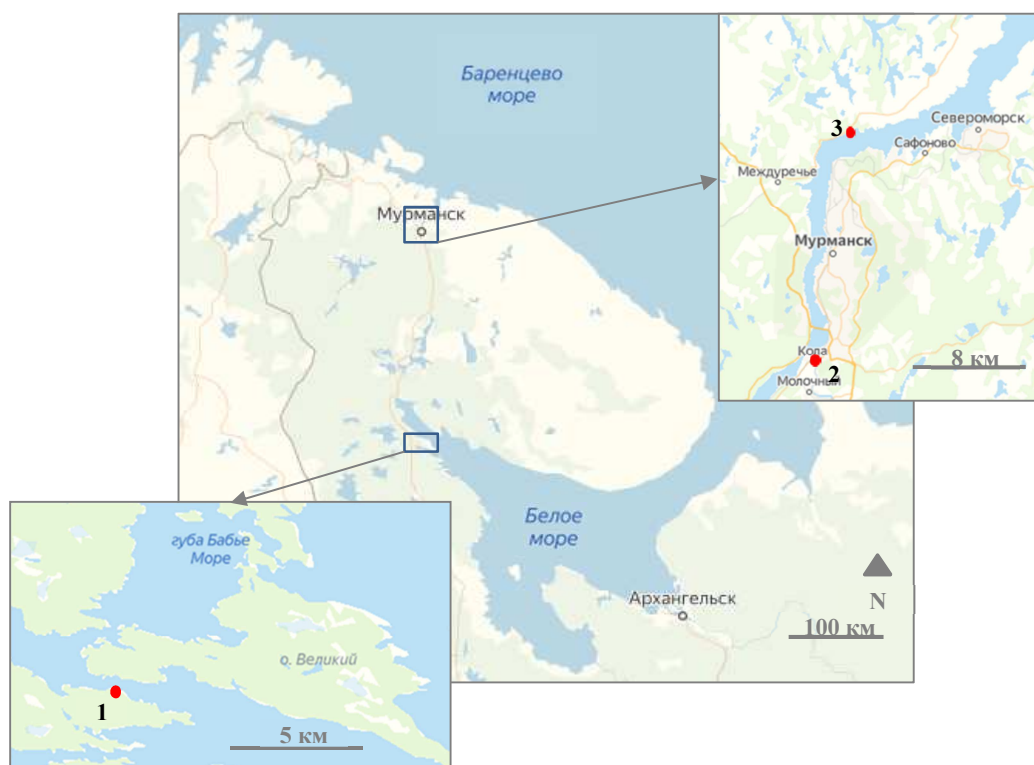 Баренцево
море
Мурманск
Белое
море
Архангельск
N
100 км
3
Североморск
Сафоново
Междуречье
Мурманск
Кола
2
Молочный
8 км
губа Бабье
Море
о. Великий
1
5 км